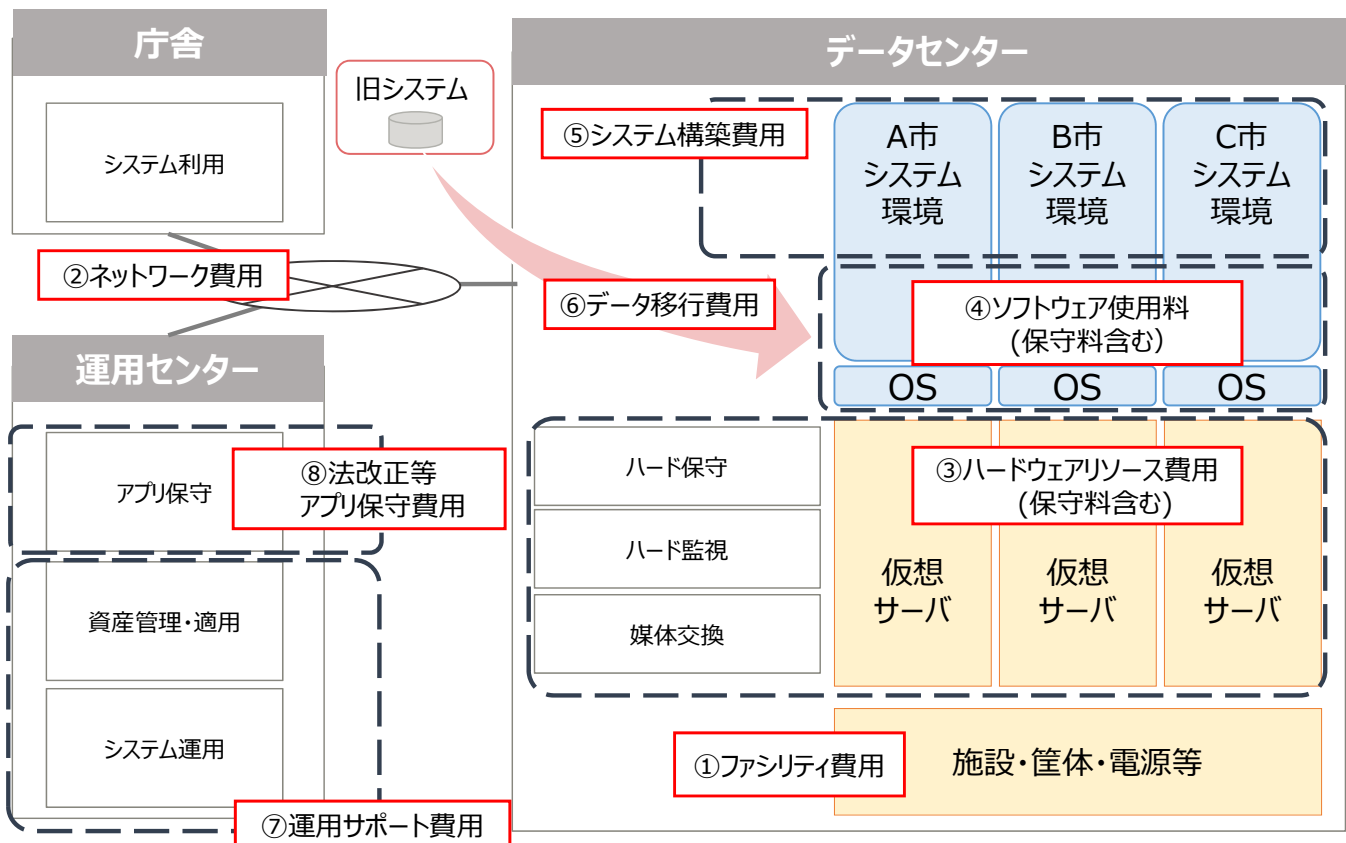 庁舎
システム利用
②ネットワーク費用
運用センター
アプリ保守
⑧法改正等
アプリ保守費用
資産管理・適用
システム運用
⑦運用サポート費用
旧システム
データセンター
⑤システム構築費用
A市
システム
環境
B市
システム
環境
C市
システム
環境
⑥データ移行費用
④ソフトウェア使用料
(保守料含む)
OS
OS
OS
ハード保守
ハード監視
媒体交換
③ハードウェアリソース費用
(保守料含む)
仮想
サーバ
仮想
サーバ
仮想
サーバ
①ファシリティ費用
施設・筐体・電源等